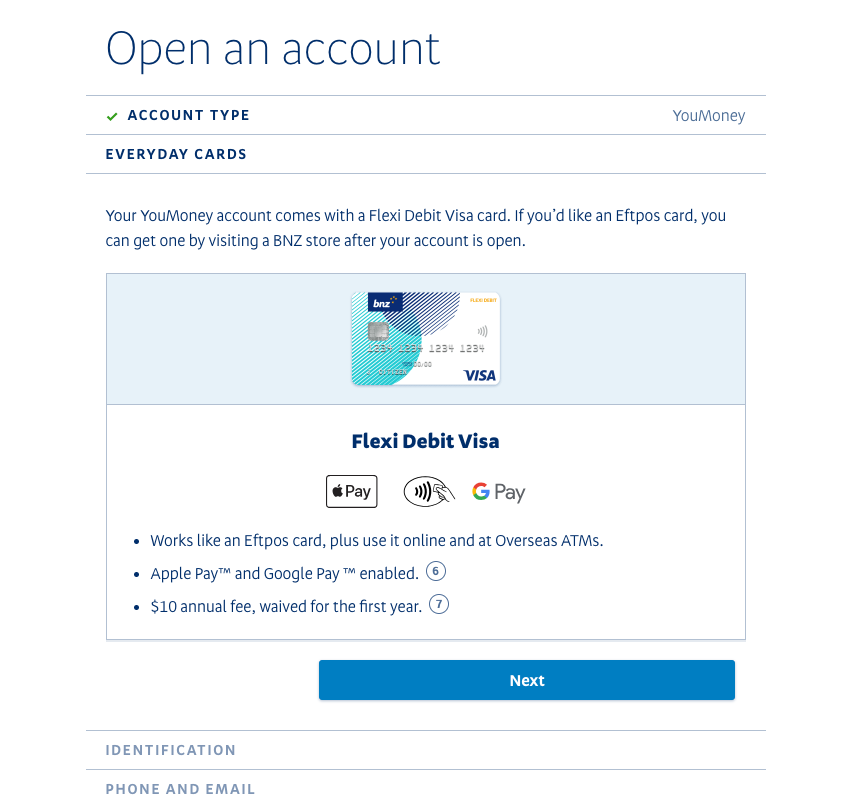 Open an account
ACCOUNT TYPE
YouMoney
EVERYDAY CARDS
Your YouMoney account comes with a Flexi Debit Visa card. If you’d like an Eftpos card, you
can get one by visiting a BNZ store after your account is open.
bnz
FLEXI DEBIT
1234 1234 1234 1234
VISA
Flexi Debit Visa
Pay
G Pay
Works like an Eftpos card, plus use it online and at Overseas ATMs.
Apple Pay™ and Google Pay ™ enabled. 6
$10 annual fee, waived for the first year. 7
Next
IDENTIFICATION
PHONE AND EMAIL